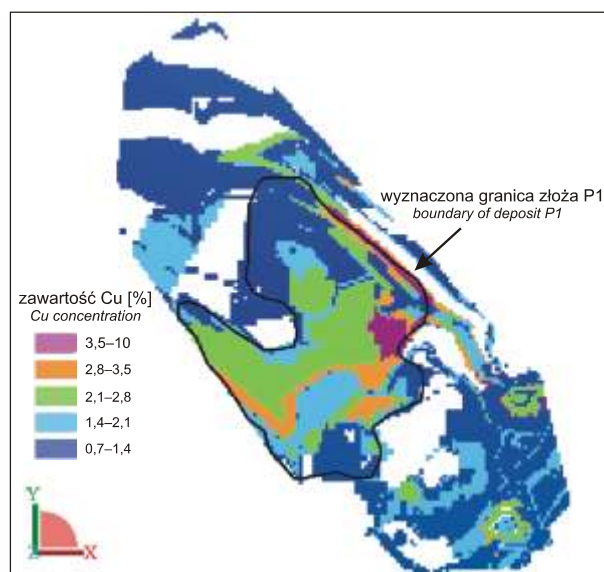 wyznaczona granica złoża P1
boundary of deposit P1
zawartość Cu [%]
Cu concentration
3,5–10
2,8–3,5
2,1–2,8
1,4–2,1
0,7–1,4
Y
Z X